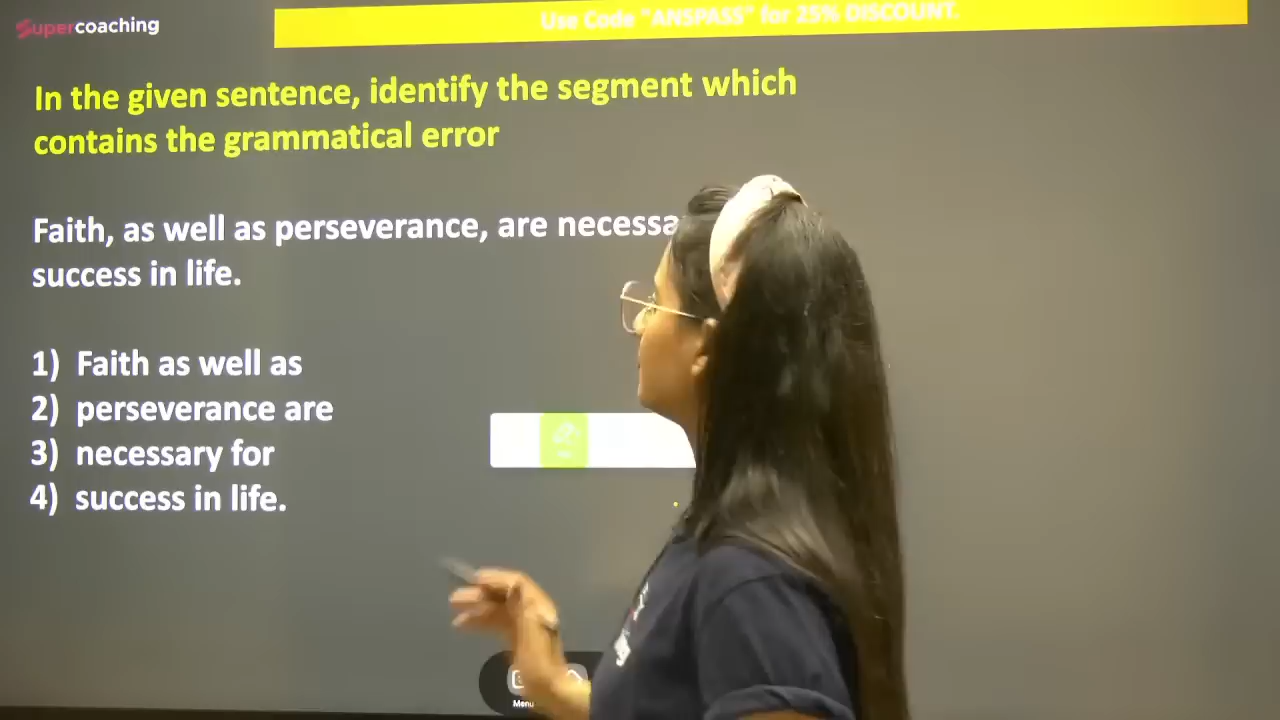 Supercoaching
Use Code "ANSPASS" for 25% DISCOUNT.
In the given sentence, identify the segment which
contains the grammatical error
Faith, as well as perseverance, are
success in life.
1) Faith as well as
2) perseverance are
3) necessary for
4) success in life.
Menu